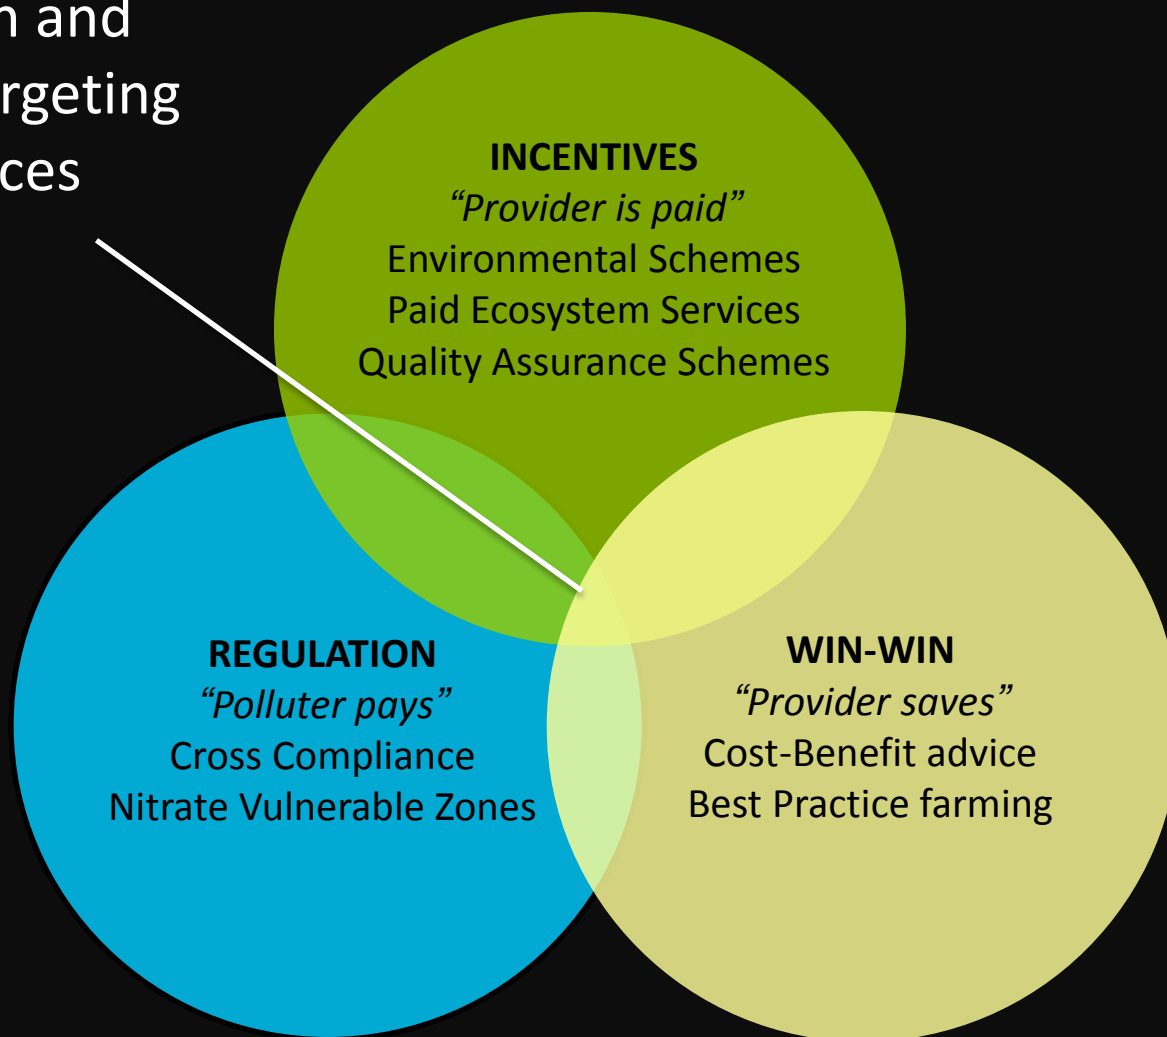 and
ces
INCENTIVES
“Provider is paid”
Environmental Schemes
Paid Ecosystem Services
Quality Assurance Schemes
REGULATION
“Polluter pays”
Cross Compliance
Nitrate Vulnerable Zones
WIN-WIN
“Provider saves”
Cost-Benefit advice
Best Practice farming